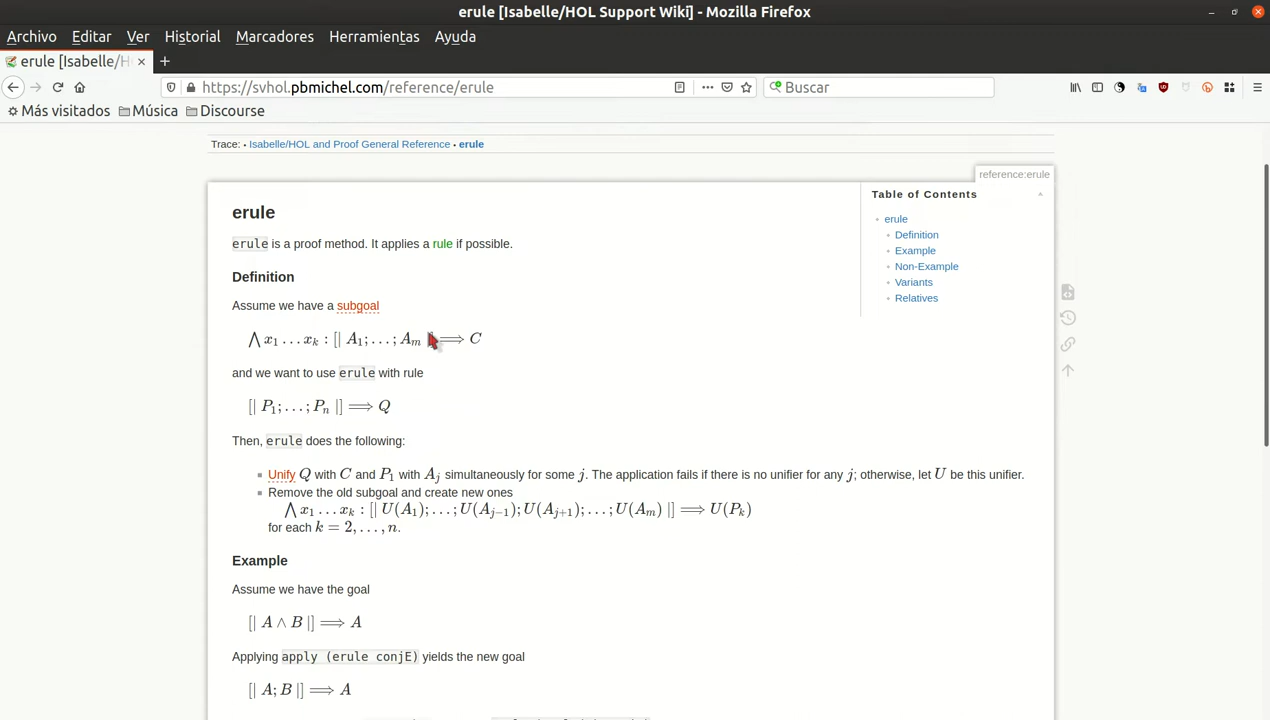 erule [Isabelle/HOL Support Wiki] - Mozilla Firefox
Archivo Editar Ver Historial Marcadores Herramientas Ayuda
erule [Isabelle/H
https://svhol.pbmichel.com/reference/erule
Buscar
Más visitados Música Discourse
Trace: • Isabelle/HOL and Proof General Reference • erule
reference:erule
Table of Contents
erule
Definition
Example
Non-Example
Variants
Relatives
erule
erule is a proof method. It applies a rule if possible.
Definition
Assume we have a subgoal
⋀ x₁ … xₖ : [| A₁; … ; Aₘ |] ⟹ C
and we want to use erule with rule
[| P₁; … ; Pₙ |] ⟹ Q
Then, erule does the following:
Unify Q with C and P₁ with Aⱼ simultaneously for some j. The application fails if there is no unifier for any j; otherwise, let U be this unifier.
Remove the old subgoal and create new ones
⋀ x₁ … xₖ : [| U(A₁); … ; U(Aⱼ₋₁); U(Aⱼ₊₁); … ; U(Aₘ) |] ⟹ U(Pₖ)
for each k = 2, … , n.
Example
Assume we have the goal
[| A ∧ B |] ⟹ A
Applying apply (erule conjE) yields the new goal
[| A; B |] ⟹ A